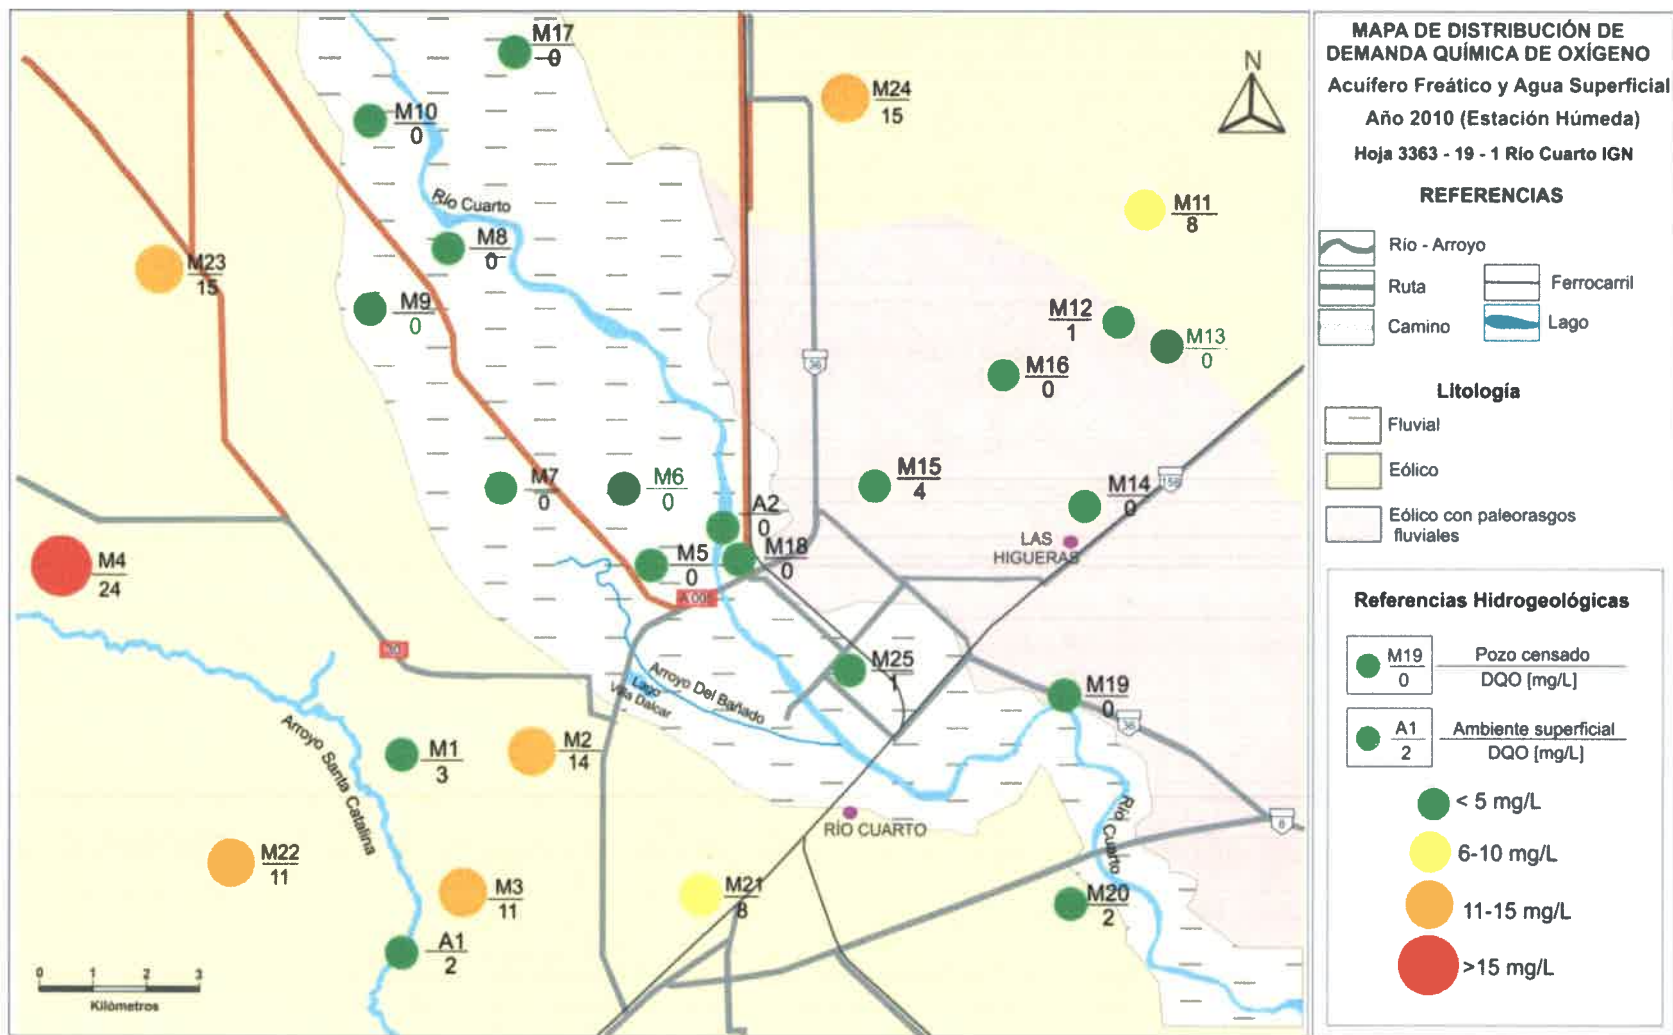 M17
0
M10
0
M24
15
N
M11
8
Río Cuarto
M8
0
M23
15
M9
0
M12
1
M13
0
36
M16
0
M7
0
M6
0
M15
4
M14
0
158
A2
0
LAS
HIGUERAS
M5
0
M18
0
M4
24
A 005
30
M25
1
Arroyo Del Bañado
Lago
Villa Dalcar
M19
0
36
Arroyo Santa Catalina
M1
3
M2
14
RÍO CUARTO
Río Cuarto
8
M22
11
M3
11
M21
8
M20
2
A1
2
0 1 2 3
Kilómetros
MAPA DE DISTRIBUCIÓN DE
DEMANDA QUÍMICA DE OXÍGENO
Acuífero Freático y Agua Superficial
Año 2010 (Estación Húmeda)
Hoja 3363 - 19 - 1 Río Cuarto IGN
REFERENCIAS
Río - Arroyo
Ruta
Ferrocarril
Camino
Lago
Litología
Fluvial
Eólico
Eólico con paleorasgos
fluviales
Referencias Hidrogeológicas
M19 Pozo censado
0 DQO [mg/L]
A1 Ambiente superficial
2 DQO [mg/L]
< 5 mg/L
6-10 mg/L
11-15 mg/L
>15 mg/L